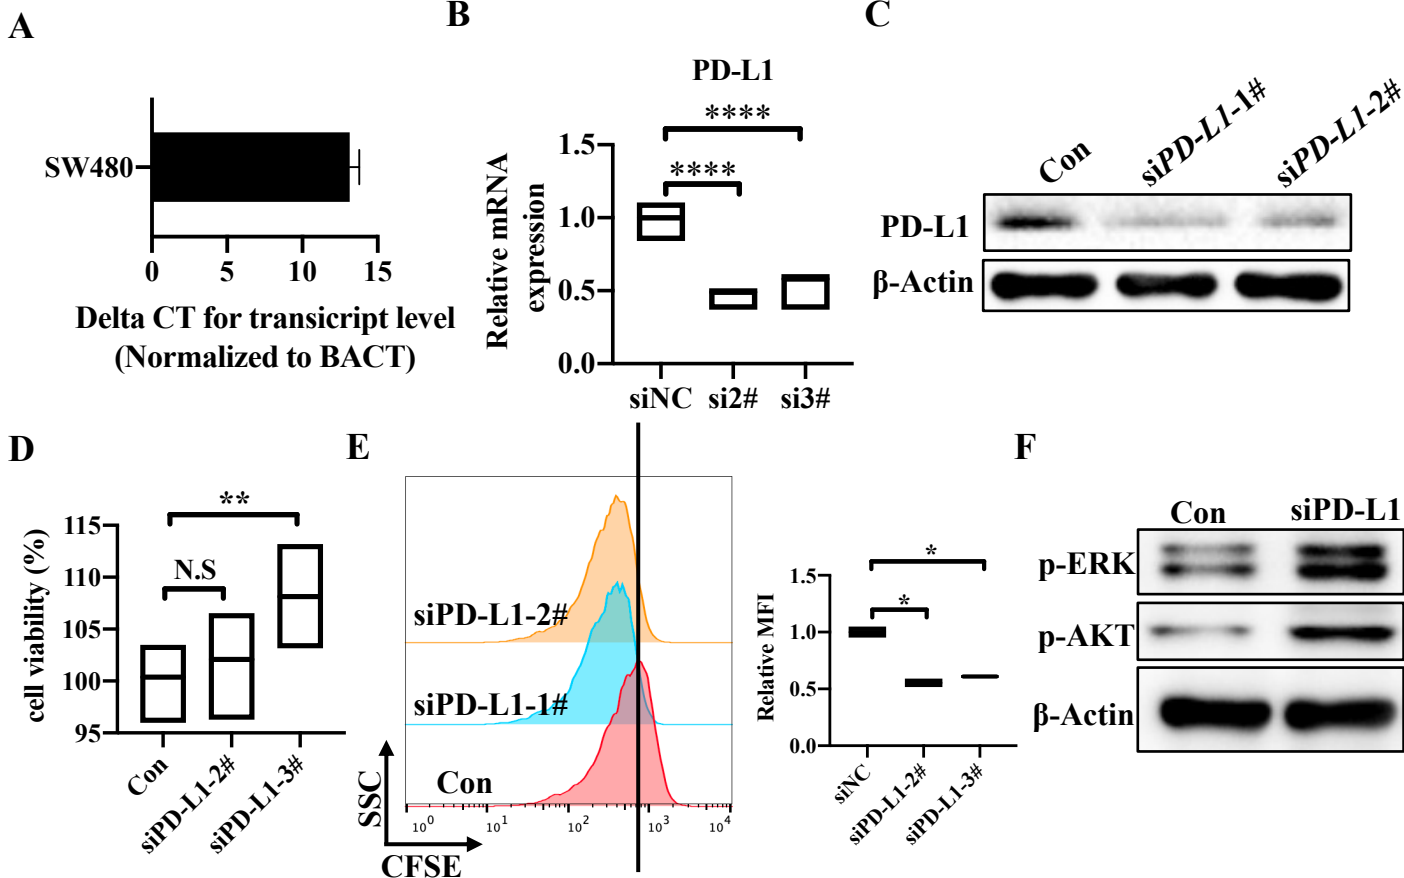 A
SW480
0 5 10 15
Delta CT for transicript level
(Normalized to BACT)
B
PD-L1
****
****
Relative mRNA
expression
1.5
1.0
0.5
0.0
siNC si2# si3#
C
Con siPD-L1-1# siPD-L1-2#
PD-L1
β-Actin
D
**
N.S
cell viability (%)
115
110
105
100
95
Con siPD-L1-2# siPD-L1-3#
E
siPD-L1-2#
siPD-L1-1#
Con
SSC
10^0 10^1 10^2 10^3 10^4
CFSE
*
*
Relative MFI
1.5
1.0
0.5
0.0
siNC siPD-L1-2# siPD-L1-3#
F
Con siPD-L1
p-ERK
p-AKT
β-Actin